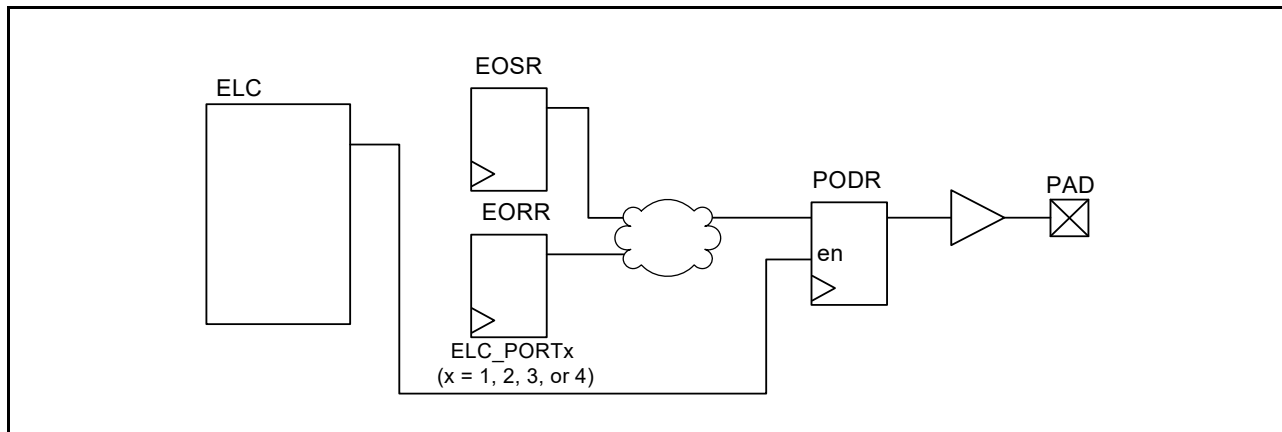 EOSR
ELC
EORR
PODR
PAD
en
ELC_PORTx
(x = 1, 2, 3, or 4)